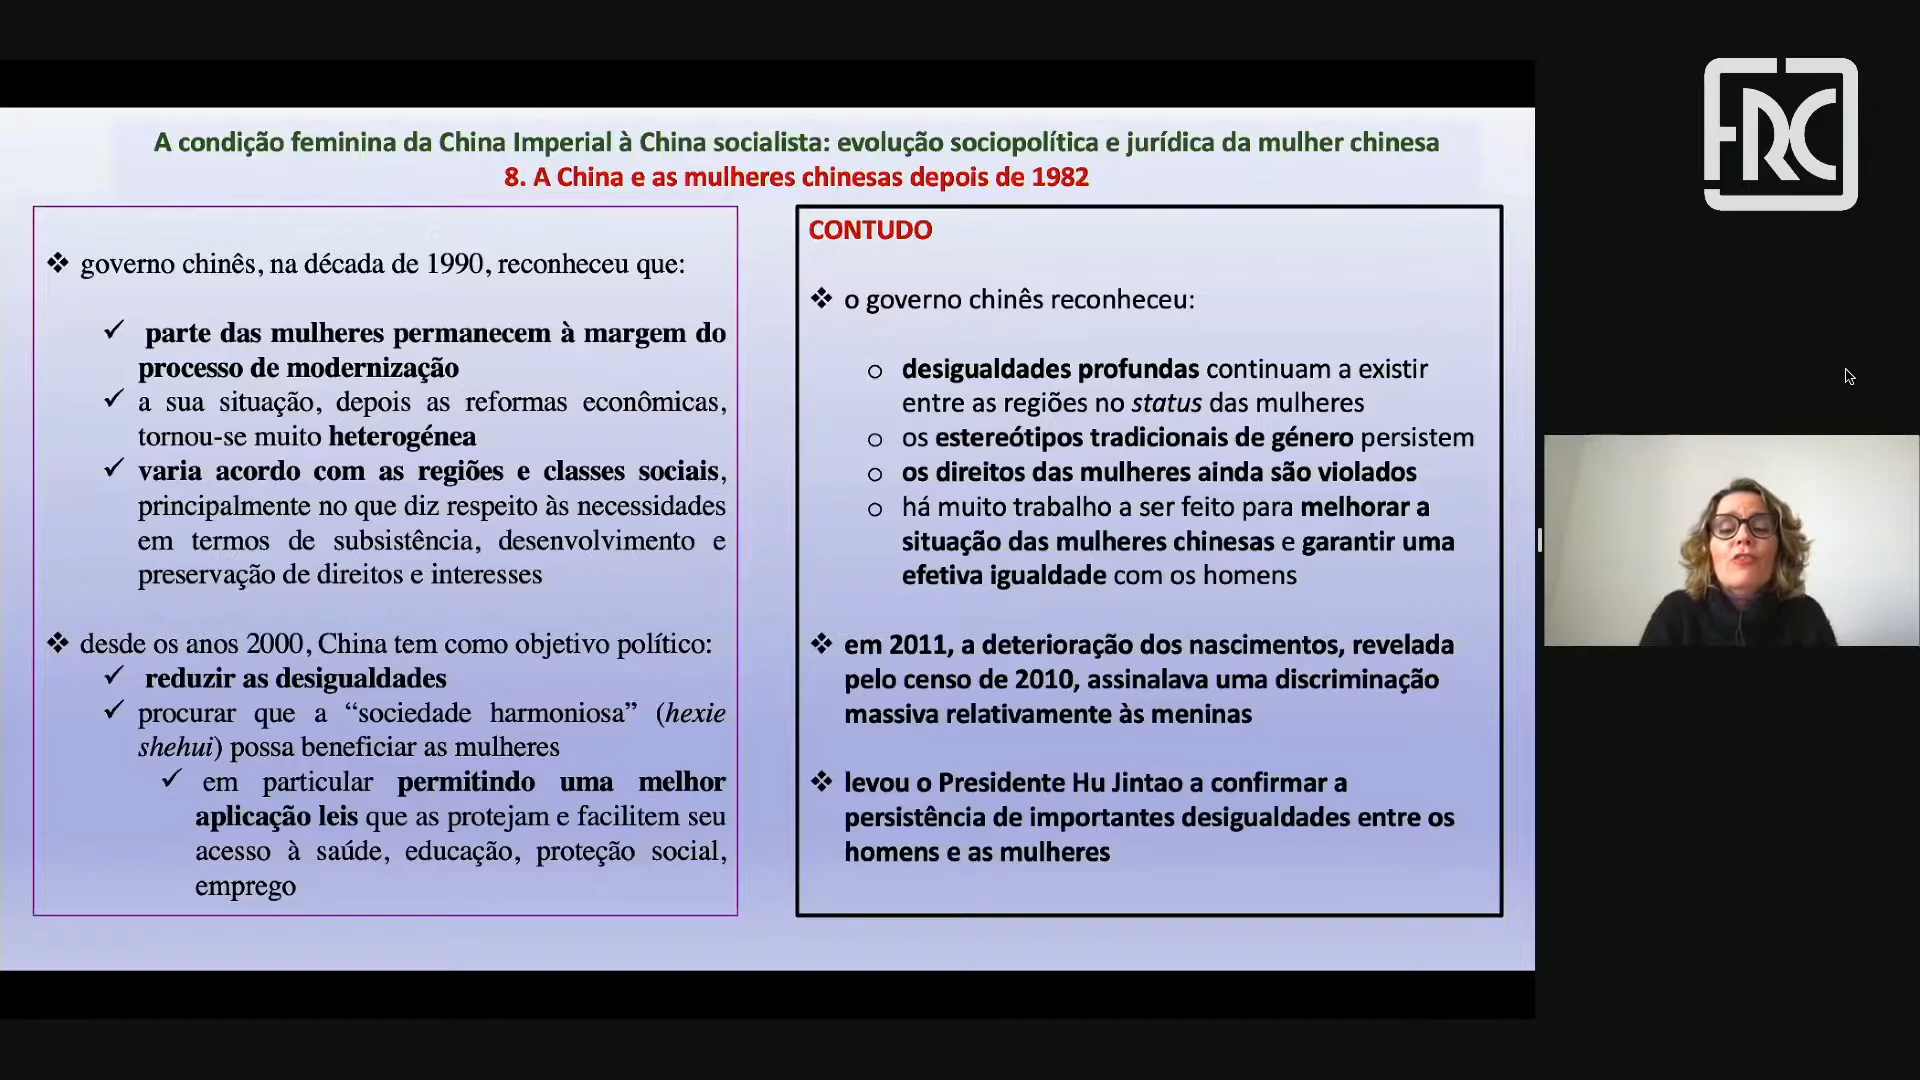 A condição feminina da China Imperial à China socialista: evolução sociopolítica e jurídica da mulher chinesa
8. A China e as mulheres chinesas depois de 1982
❖ governo chinês, na década de 1990, reconheceu que:
✓ parte das mulheres permanecem à margem do
processo de modernização
✓ a sua situação, depois as reformas econômicas,
tornou-se muito heterogénea
✓ varia acordo com as regiões e classes sociais,
principalmente no que diz respeito às necessidades
em termos de subsistência, desenvolvimento e
preservação de direitos e interesses
❖ desde os anos 2000, China tem como objetivo político:
✓ reduzir as desigualdades
✓ procurar que a “sociedade harmoniosa” (hexie
shehui) possa beneficiar as mulheres
✓ em particular permitindo uma melhor
aplicação leis que as protejam e facilitem seu
acesso à saúde, educação, proteção social,
emprego
CONTUDO
❖ o governo chinês reconheceu:
o desigualdades profundas continuam a existir
entre as regiões no status das mulheres
o os estereótipos tradicionais de género persistem
o os direitos das mulheres ainda são violados
o há muito trabalho a ser feito para melhorar a
situação das mulheres chinesas e garantir uma
efetiva igualdade com os homens
❖ em 2011, a deterioração dos nascimentos, revelada
pelo censo de 2010, assinalava uma discriminação
massiva relativamente às meninas
❖ levou o Presidente Hu Jintao a confirmar a
persistência de importantes desigualdades entre os
homens e as mulheres
FRC